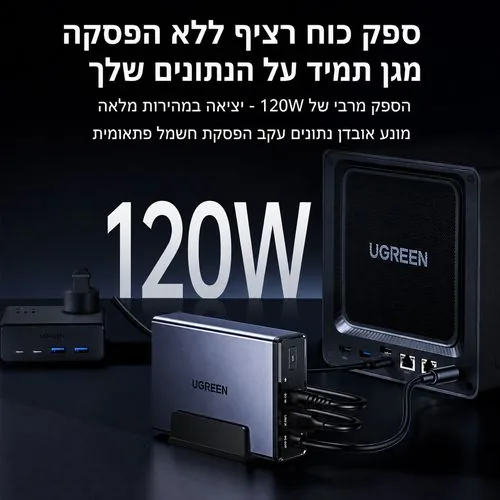 ספק כוח רציף ללא הפסקה
מגן תמיד על הנתונים שלך
הספק מרבי של 120W - יציאה במהירות מלאה
מונע אובדן נתונים עקב הפסקת חשמל פתאומית
120W
UGREEN
UGREEN
UGREEN